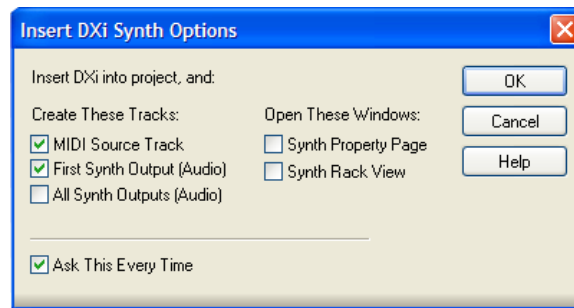 Insert DXi Synth Options
Insert DXi into project, and:
Create These Tracks:
MIDI Source Track
First Synth Output (Audio)
All Synth Outputs (Audio)
Open These Windows:
Synth Property Page
Synth Rack View
OK
Cancel
Help
Ask This Every Time